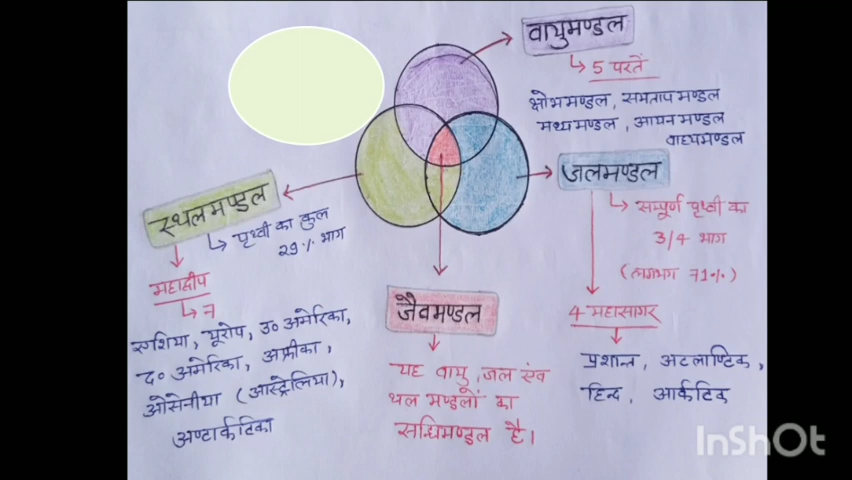 वायुमण्डल
↳ 5 परतें
क्षोभमण्डल, समताप मण्डल
मध्यमण्डल, आयन मण्डल
वाह्यमण्डल
जलमण्डल
↳ सम्पूर्ण पृथ्वी का
3/4 भाग
(लगभग 71%)
4 महासागर
प्रशान्त, अटलाण्टिक,
हिन्द, आर्कटिक
स्थलमण्डल
↳ पृथ्वी का कुल
29% भाग
महाद्वीप
↳ 7
एशिया, यूरोप, उ० अमेरिका,
द० अमेरिका, अफ्रीका,
ओसेनीया (आस्ट्रेलिया),
अण्टार्कटिका
जैवमण्डल
यह वायु, जल एंव
थल मण्डलों का
सन्धिमण्डल है।
InShOt